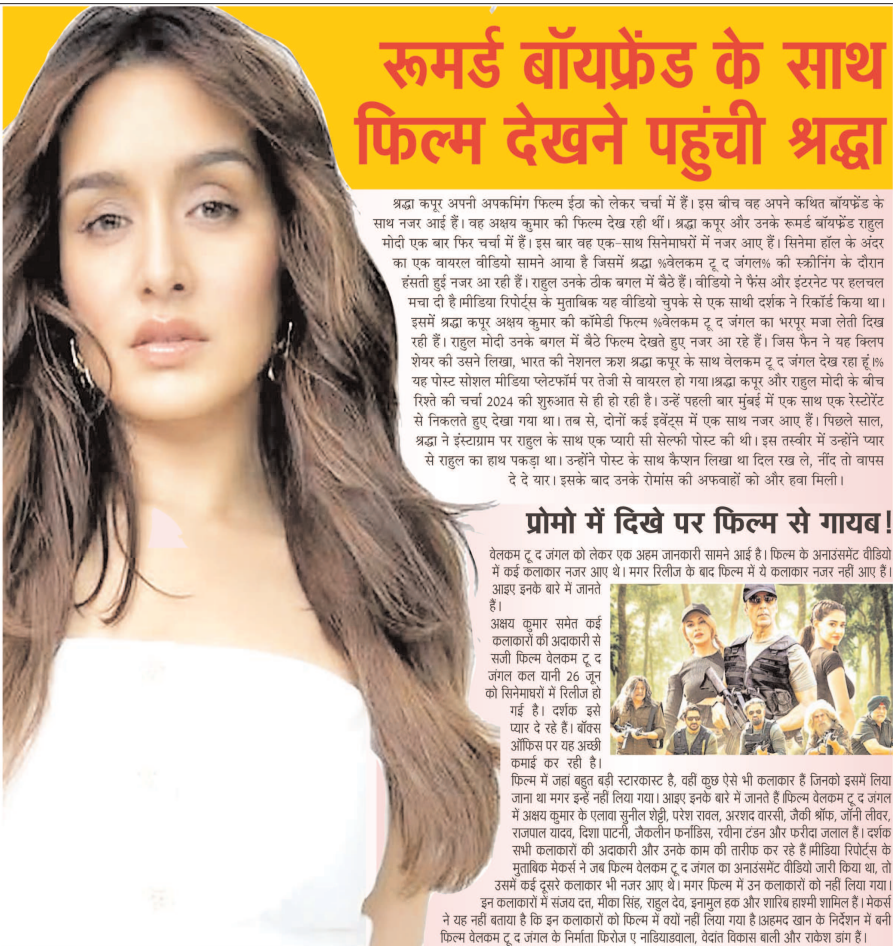 रूमर्ड बॉयफ्रेंड के साथ
फिल्म देखने पहुंची श्रद्धा
श्रद्धा कपूर अपनी अपकमिंग फिल्म ईठा को लेकर चर्चा में हैं। इस बीच वह अपने कथित बॉयफ्रेंड के
साथ नजर आई हैं। वह अक्षय कुमार की फिल्म देख रही थीं। श्रद्धा कपूर और उनके रूमर्ड बॉयफ्रेंड राहुल
मोदी एक बार फिर चर्चा में हैं। इस बार वह एक-साथ सिनेमाघरों में नजर आए हैं। सिनेमा हॉल के अंदर
का एक वायरल वीडियो सामने आया है जिसमें श्रद्धा %वेलकम टू द जंगल% की स्क्रीनिंग के दौरान
हंसती हुई नजर आ रही हैं। राहुल उनके ठीक बगल में बैठे हैं। वीडियो ने फैंस और इंटरनेट पर हलचल
मचा दी है।मीडिया रिपोर्ट्स के मुताबिक यह वीडियो चुपके से एक साथी दर्शक ने रिकॉर्ड किया था।
इसमें श्रद्धा कपूर अक्षय कुमार की कॉमेडी फिल्म %वेलकम टू द जंगल का भरपूर मजा लेती दिख
रही हैं। राहुल मोदी उनके बगल में बैठे फिल्म देखते हुए नजर आ रहे हैं। जिस फैन ने यह क्लिप
शेयर की उसने लिखा, भारत की नेशनल क्रश श्रद्धा कपूर के साथ वेलकम टू द जंगल देख रहा हूं।%
यह पोस्ट सोशल मीडिया प्लेटफॉर्म पर तेजी से वायरल हो गया।श्रद्धा कपूर और राहुल मोदी के बीच
रिश्ते की चर्चा 2024 की शुरुआत से ही हो रही है। उन्हें पहली बार मुंबई में एक साथ एक रेस्टोरेंट
से निकलते हुए देखा गया था। तब से, दोनों कई इवेंट्स में एक साथ नजर आए हैं। पिछले साल,
श्रद्धा ने इंस्टाग्राम पर राहुल के साथ एक प्यारी सी सेल्फी पोस्ट की थी। इस तस्वीर में उन्होंने प्यार
से राहुल का हाथ पकड़ा था। उन्होंने पोस्ट के साथ कैप्शन लिखा था दिल रख ले, नींद तो वापस
दे दे यार। इसके बाद उनके रोमांस की अफवाहों को और हवा मिली।
प्रोमो में दिखे पर फिल्म से गायब!
वेलकम टू द जंगल को लेकर एक अहम जानकारी सामने आई है। फिल्म के अनाउंसमेंट वीडियो
में कई कलाकार नजर आए थे। मगर रिलीज के बाद फिल्म में ये कलाकार नजर नहीं आए हैं।
आइए इनके बारे में जानते
हैं।
अक्षय कुमार समेत कई
कलाकारों की अदाकारी से
सजी फिल्म वेलकम टू द
जंगल कल यानी 26 जून
को सिनेमाघरों में रिलीज हो
गई है। दर्शक इसे
प्यार दे रहे हैं। बॉक्स
ऑफिस पर यह अच्छी
कमाई कर रही है।
फिल्म में जहां बहुत बड़ी स्टारकास्ट है, वहीं कुछ ऐसे भी कलाकार हैं जिनको इसमें लिया
जाना था मगर इन्हें नहीं लिया गया। आइए इनके बारे में जानते हैं।फिल्म वेलकम टू द जंगल
में अक्षय कुमार के एलावा सुनील शेट्टी, परेश रावल, अरशद वारसी, जैकी श्रॉफ, जॉनी लीवर,
राजपाल यादव, दिशा पाटनी, जैकलीन फर्नांडिस, रवीना टंडन और फरीदा जलाल हैं। दर्शक
सभी कलाकारों की अदाकारी और उनके काम की तारीफ कर रहे हैं।मीडिया रिपोर्ट्स के
मुताबिक मेकर्स ने जब फिल्म वेलकम टू द जंगल का अनाउंसमेंट वीडियो जारी किया था, तो
उसमें कई दूसरे कलाकार भी नजर आए थे। मगर फिल्म में उन कलाकारों को नहीं लिया गया।
इन कलाकारों में संजय दत्त, मीका सिंह, राहुल देव, इनामुल हक और शारिब हाश्मी शामिल हैं। मेकर्स
ने यह नहीं बताया है कि इन कलाकारों को फिल्म में क्यों नहीं लिया गया है।अहमद खान के निर्देशन में बनी
फिल्म वेलकम टू द जंगल के निर्माता फिरोज ए नाडियाडवाला, वेदांत विकास बाली और राकेश डांग हैं।